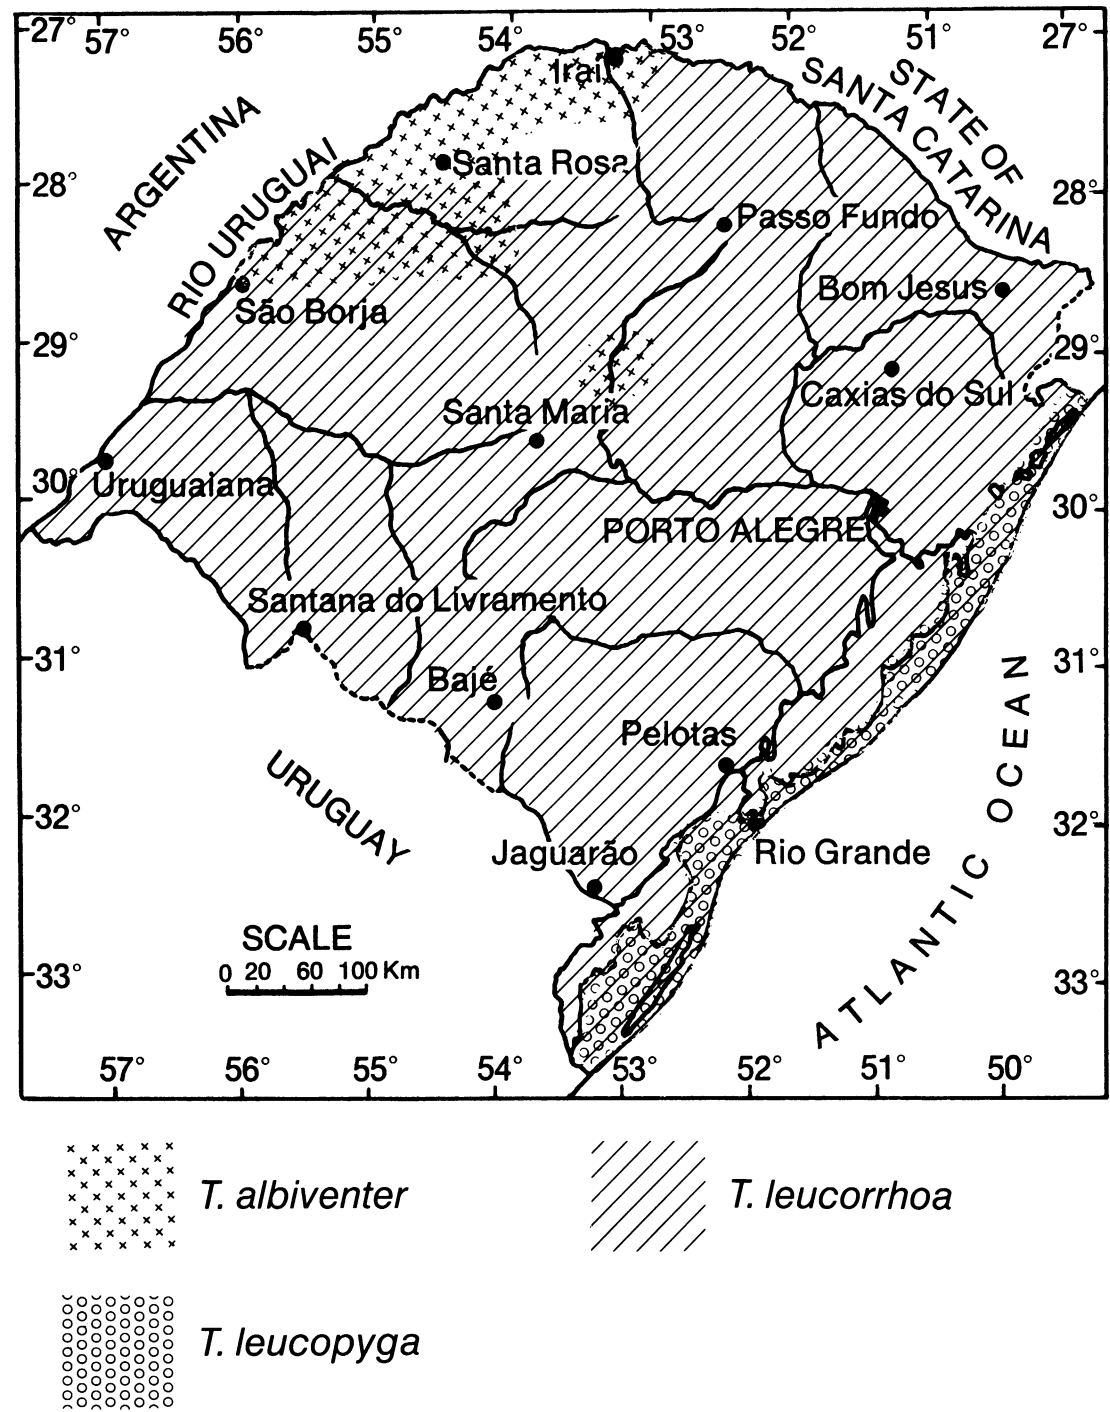 27° 57° 56° 55° 54° 53° 52° 51° 27°
Irai
STATE OF
SANTA CATARINA
ARGENTINA
RIO URUGUAI
Santa Rosa
28° 28°
Passo Fundo
Bom Jesus
São Borja
29° 29°
Caxias do Sul
Santa Maria
30° Uruguaiana 30°
PORTO ALEGRE
Santana do Livramento
31° 31°
Bajé
Pelotas
ATLANTIC OCEAN
URUGUAY
32° 32°
Jaguarão Rio Grande
SCALE
0 20 60 100 Km
33° 33°
57° 56° 55° 54° 53° 52° 51° 50°
T. albiventer T. leucorrhoa
T. leucopyga